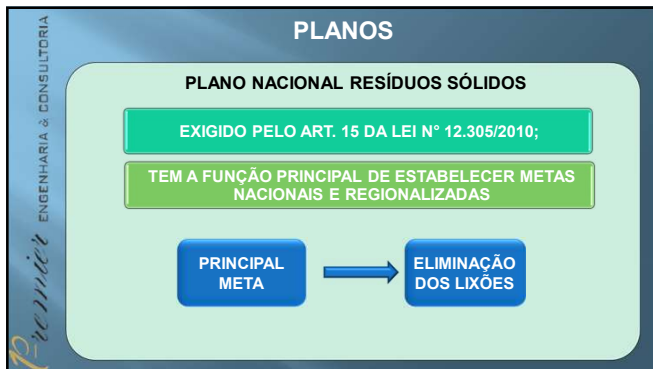 PLANOS
PLANO NACIONAL RESÍDUOS SÓLIDOS
EXIGIDO PELO ART. 15 DA LEI N° 12.305/2010;
TEM A FUNÇÃO PRINCIPAL DE ESTABELECER METAS
NACIONAIS E REGIONALIZADAS
PRINCIPAL
META
ELIMINAÇÃO
DOS LIXÕES
Premier ENGENHARIA & CONSULTORIA